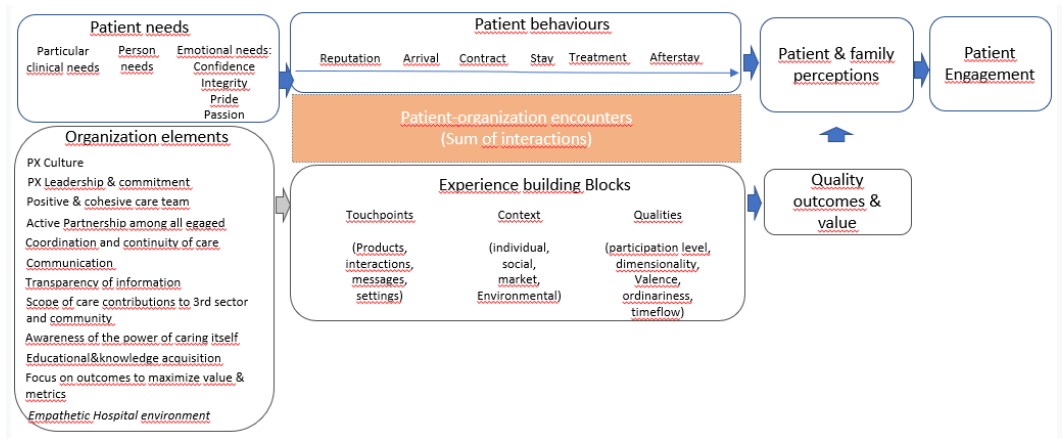 Patient needs
Particular
clinical needs
Person
needs
Emotional needs:
Confidence
Integrity
Pride
Passion
Patient behaviours
Reputation
Arrival
Contract
Stay
Treatment
Afterstay
Patient & family
perceptions
Patient
Engagement
Patient-organization encounters
(Sum of interactions)
Organization elements
PX Culture
PX Leadership & commitment
Positive & cohesive care team
Active Partnership among all egaged
Coordination and continuity of care
Communication
Transparency of information
Scope of care contributions to 3rd sector
and community
Awareness of the power of caring itself
Educational&knowledge acquisition
Focus on outcomes to maximize value &
metrics
Empathetic Hospital environment
Experience building Blocks
Touchpoints
(Products,
interactions,
messages,
settings)
Context
(individual,
social,
market,
Environmental)
Qualities
(participation level,
dimensionality,
Valence,
ordinariness,
timeflow)
Quality
outcomes &
value